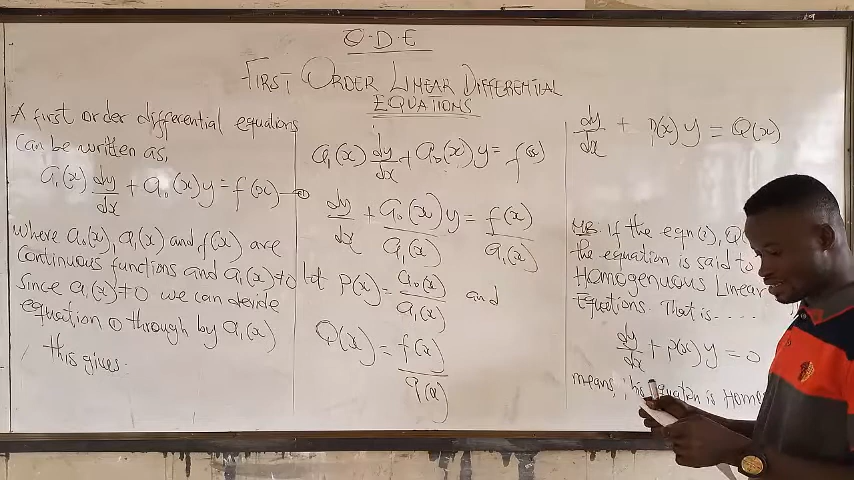 O.D.E
FIRST ORDER LINEAR DIFFERENTIAL
EQUATIONS
A first order differential equations
can be written as,
a₁(x) dy/dx + a₀(x)y = f(x) — ①
where a₀(x), a₁(x) and f(x) are
continuous functions and a₁(x) ≠ 0
since a₁(x) ≠ 0 we can devide
equation ① through by a₁(x)
this gives:
a₁(x) dy/dx + a₀(x)y = f(x)
dy/dx + a₀(x)/a₁(x) y = f(x)/a₁(x)
let P(x) = a₀(x)/a₁(x) and
Q(x) = f(x)/a₁(x)
dy/dx + P(x)y = Q(x)
NB: If the eqn (i), Q
the equation is said to
Homogenuous Linear
Equations. That is......
dy/dx + P(x)y = 0
means, equation is Home